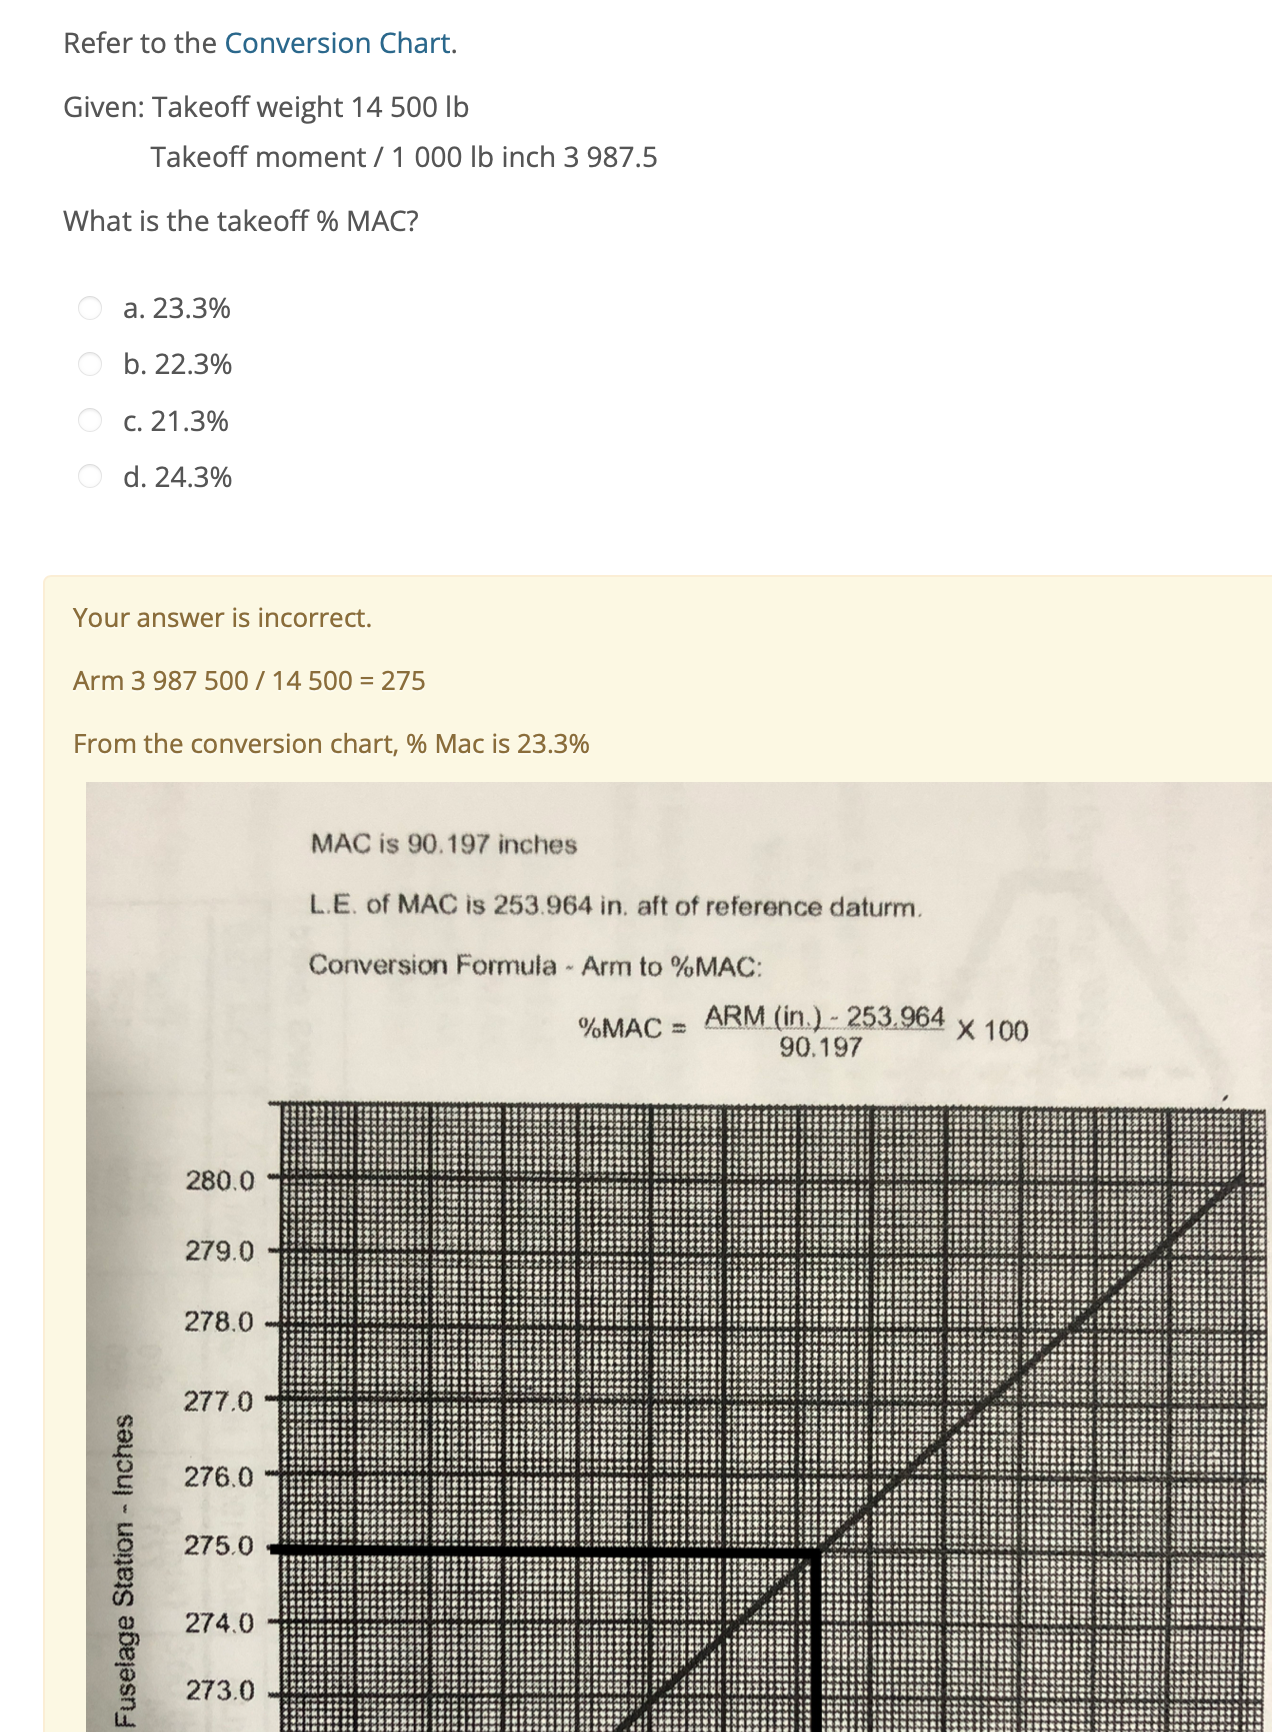 Refer to the Conversion Chart.
Given: Takeoff weight 14 500 lb
Takeoff moment / 1 000 lb inch 3 987.5
What is the takeoff % MAC?
a. 23.3%
b. 22.3%
c. 21.3%
d. 24.3%
Your answer is incorrect.
Arm 3 987 500 / 14 500 = 275
From the conversion chart, % Mac is 23.3%
MAC is 90.197 inches
L.E. of MAC is 253.964 in. aft of reference daturm.
Conversion Formula - Arm to %MAC:
%MAC = ARM (in.) - 253.964 X 100
90.197
280.0
279.0
278.0
277.0
276.0
275.0
274.0
273.0
Fuselage Station - Inches